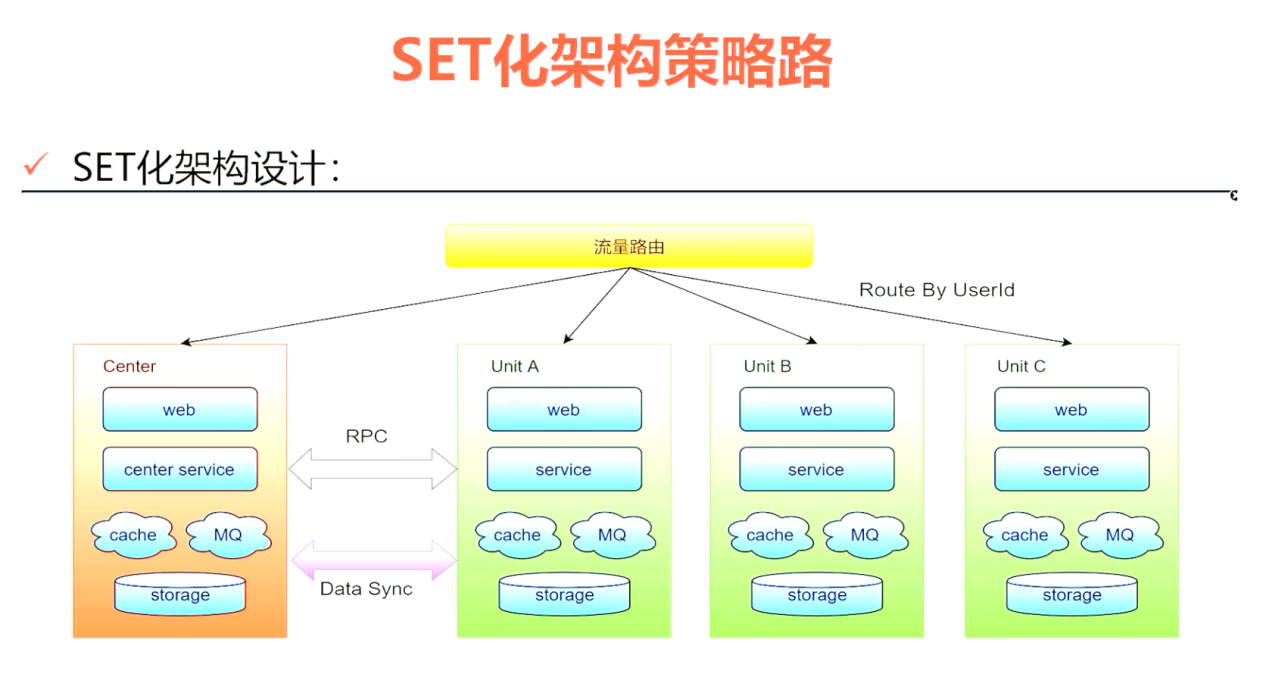 SET化架构策略路
✓ SET化架构设计：
流量路由
Route By UserId
Center
web
center service
cache
MQ
storage
RPC
Data Sync
Unit A
web
service
cache
MQ
storage
Unit B
web
service
cache
MQ
storage
Unit C
web
service
cache
MQ
storage